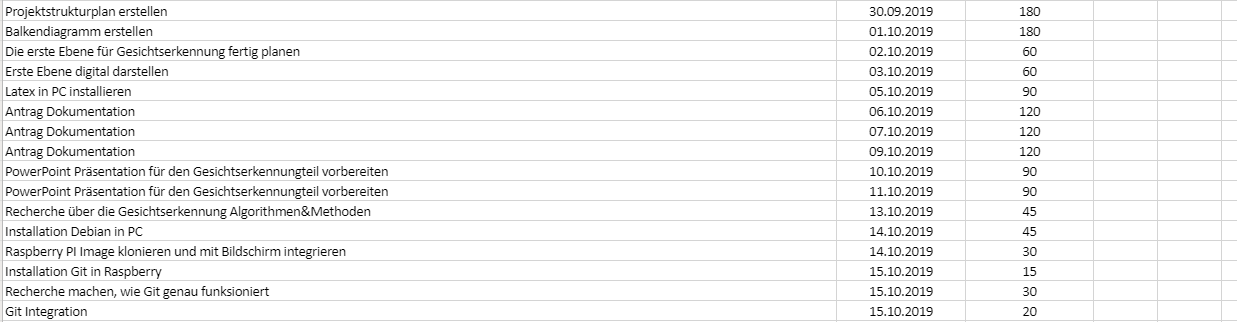 Projektstrukturplan erstellen 30.09.2019 180
Balkendiagramm erstellen 01.10.2019 180
Die erste Ebene für Gesichtserkennung fertig planen 02.10.2019 60
Erste Ebene digital darstellen 03.10.2019 60
Latex in PC installieren 05.10.2019 90
Antrag Dokumentation 06.10.2019 120
Antrag Dokumentation 07.10.2019 120
Antrag Dokumentation 09.10.2019 120
PowerPoint Präsentation für den Gesichtserkennungteil vorbereiten 10.10.2019 90
PowerPoint Präsentation für den Gesichtserkennungteil vorbereiten 11.10.2019 90
Recherche über die Gesichtserkennung Algorithmen&Methoden 13.10.2019 45
Installation Debian in PC 14.10.2019 45
Raspberry PI Image klonieren und mit Bildschirm integrieren 14.10.2019 30
Installation Git in Raspberry 15.10.2019 15
Recherche machen, wie Git genau funksioniert 15.10.2019 30
Git Integration 15.10.2019 20